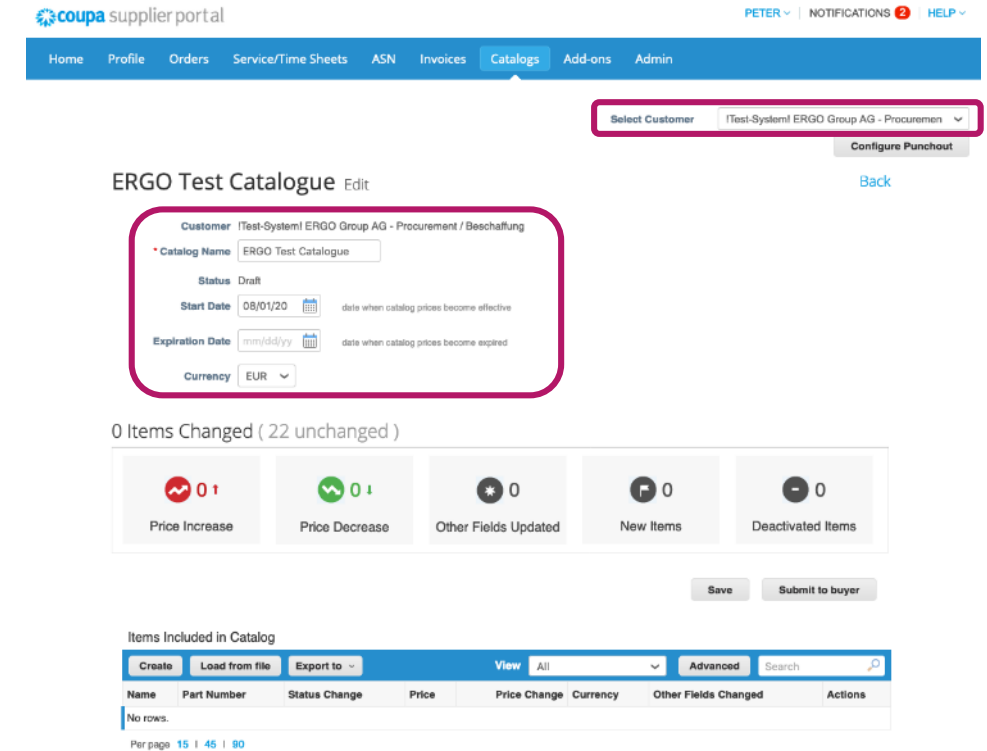 coupa supplier portal
PETER | NOTIFICATIONS 2 | HELP
Home Profile Orders Service/Time Sheets ASN Invoices Catalogs Add-ons Admin
Select Customer !Test-System! ERGO Group AG - Procuremen
Configure Punchout
ERGO Test Catalogue Edit Back
Customer !Test-System! ERGO Group AG - Procurement / Beschaffung
* Catalog Name ERGO Test Catalogue
Status Draft
Start Date 08/01/20 date when catalog prices become effective
Expiration Date mm/dd/yy date when catalog prices become expired
Currency EUR
0 Items Changed ( 22 unchanged )
0 ↑ 0 ↓ 0 0 0
Price Increase Price Decrease Other Fields Updated New Items Deactivated Items
Save Submit to buyer
Items Included in Catalog
Create Load from file Export to View All Advanced Search
Name Part Number Status Change Price Price Change Currency Other Fields Changed Actions
No rows.
Per page 15 | 45 | 90